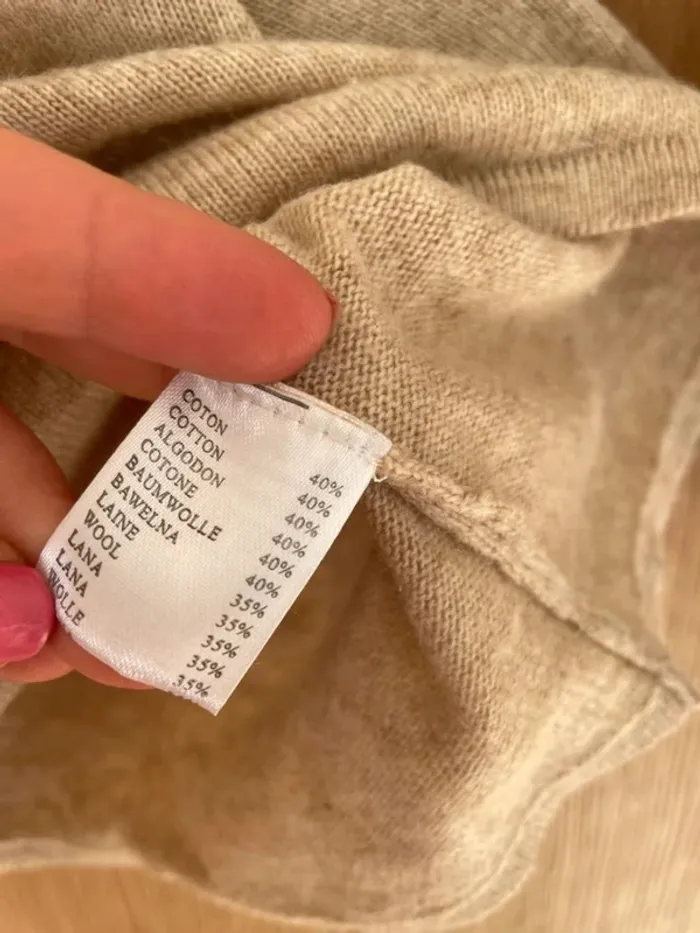 COTON 40%
COTTON 40%
ALGODON 40%
COTONE 40%
BAUMWOLLE 40%
BAWELNA 40%
LAINE 35%
WOOL 35%
LANA 35%
LANA 35%
WOLLE 35%